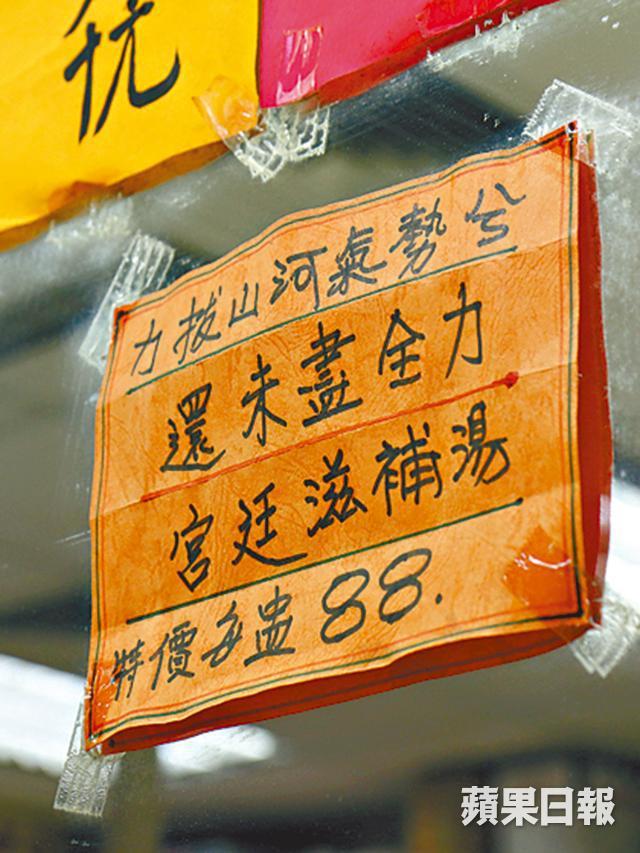 优
力拔山河氣勢兮
還未盡全力
宮廷滋補湯
特價每盅88.
蘋果日報